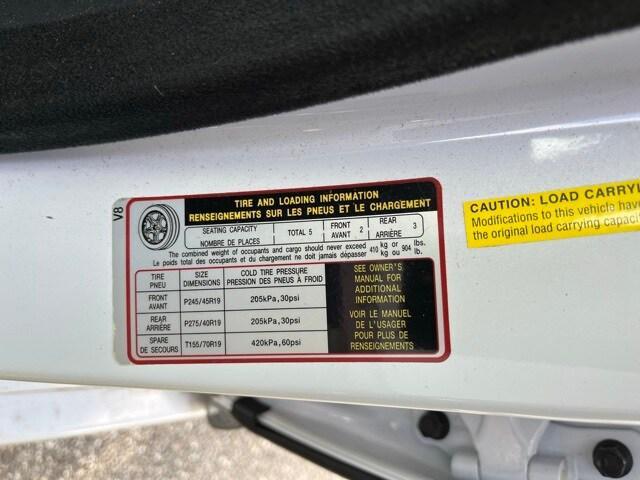 V8
TIRE AND LOADING INFORMATION
RENSEIGNEMENTS SUR LES PNEUS ET LE CHARGEMENT
SEATING CAPACITY
NOMBRE DE PLACES
TOTAL 5
FRONT
AVANT 2
REAR
ARRIÈRE 3
The combined weight of occupants and cargo should never exceed 410 kg or 904 lbs.
Le poids total des occupants et du chargement ne doit jamais dépasser 410 kg ou 904 lb.
TIRE
PNEU
SIZE
DIMENSIONS
COLD TIRE PRESSURE
PRESSION DES PNEUS À FROID
FRONT
AVANT
P245/45R19
205kPa,30psi
REAR
ARRIÈRE
P275/40R19
205kPa,30psi
SPARE
DE SECOURS
T155/70R19
420kPa,60psi
SEE OWNER'S
MANUAL FOR
ADDITIONAL
INFORMATION
VOIR LE MANUEL
DE L'USAGER
POUR PLUS DE
RENSEIGNEMENTS
CAUTION: LOAD CARRYI
Modifications to this vehicle have
the original load carrying capacit